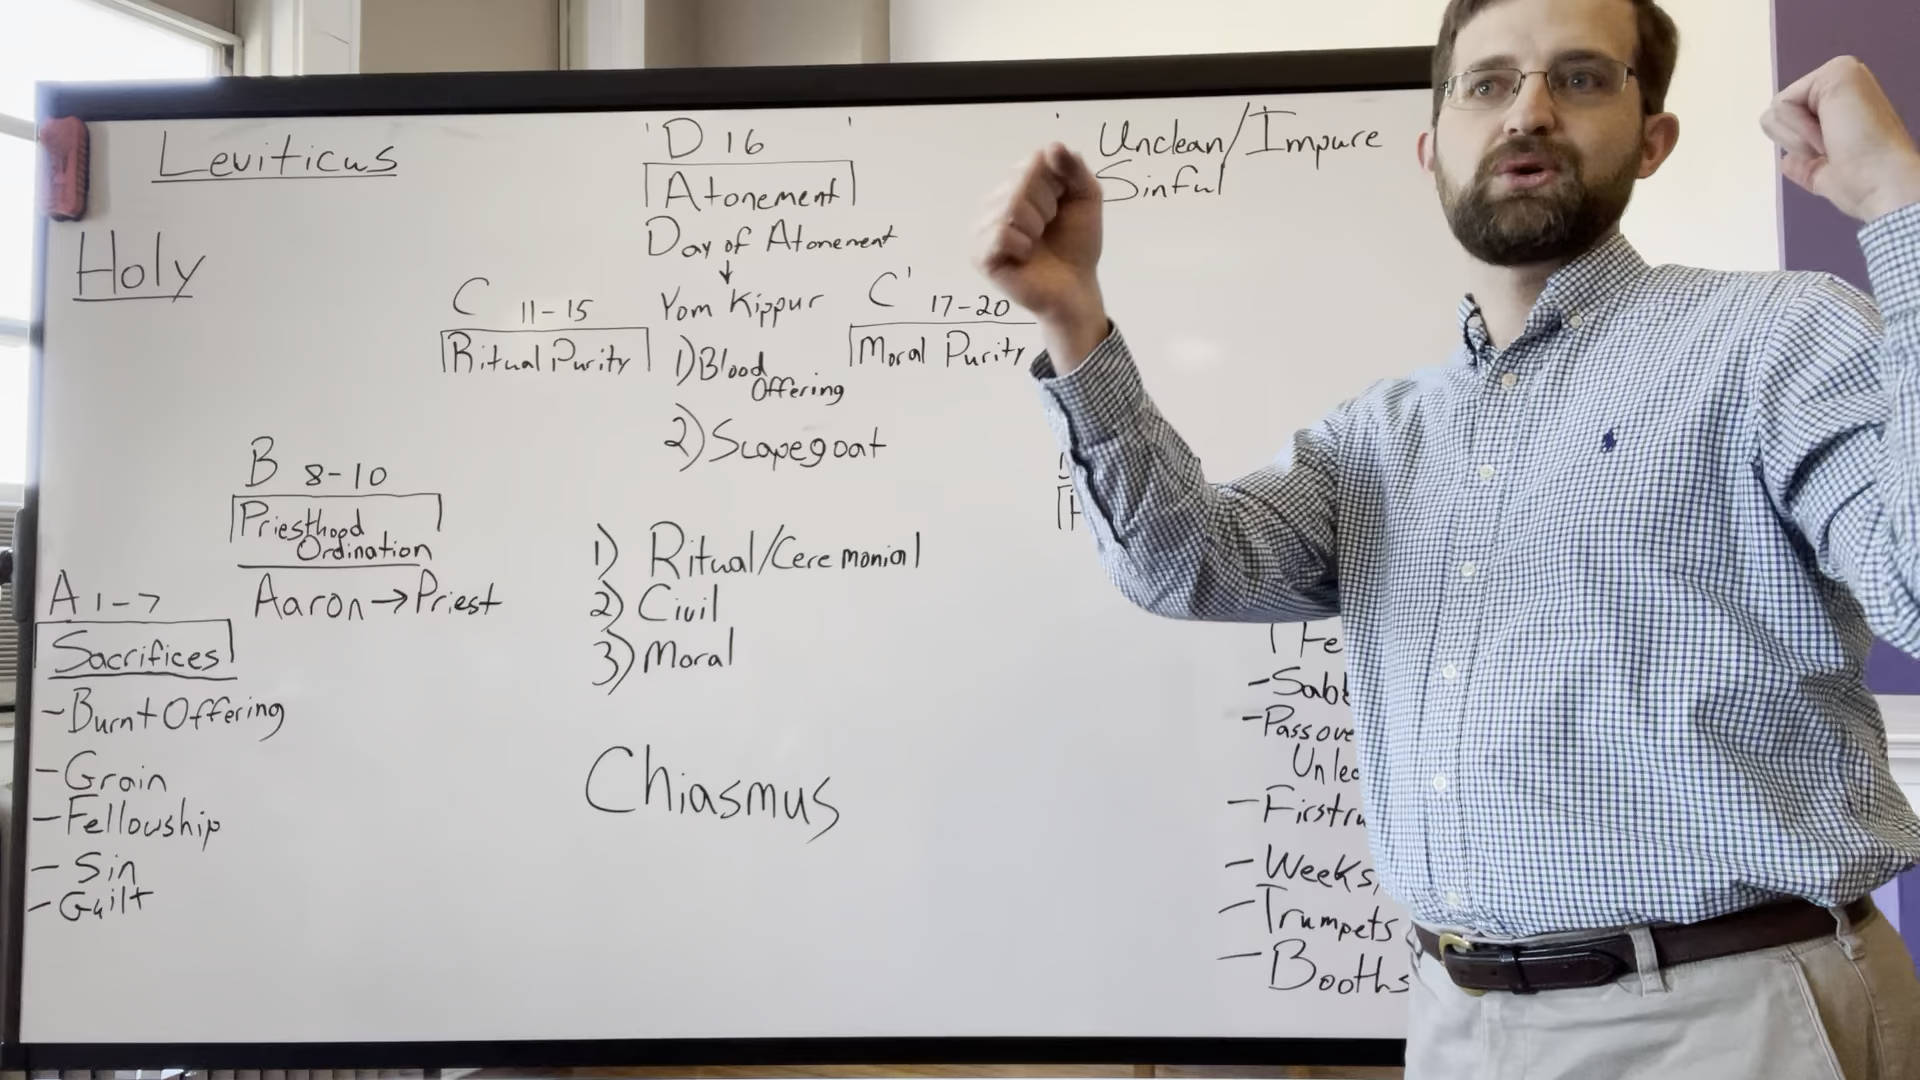 Leviticus
Holy
D 16
Atonement
Day of Atonement
↓
Yom Kippur
1) Blood
Offering
2) Scapegoat
Unclean/Impure
Sinful
C 11-15
Ritual Purity
C' 17-20
Moral Purity
B 8-10
Priesthood
Ordination
Aaron → Priest
A 1-7
Sacrifices
- Burnt Offering
- Grain
- Fellowship
- Sin
- Guilt
1) Ritual/Ceremonial
2) Civil
3) Moral
Chiasmus
- Weeks,
- Trumpets
- Booths